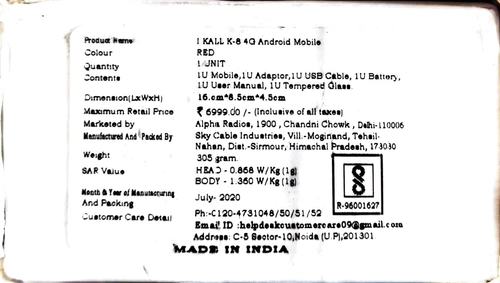 Product Name I KALL K-8 4G Android Mobile
Colour RED
Quantity 1 UNIT
Contents 1U Mobile,1U Adaptor,1U USB Cable, 1U Battery,
1U User Manual, 1U Tempered Glass
Dimension(LxWxH) 16.cm*8.5cm*4.5cm
Maximum Retail Price ₹ 6999.00 /- (Inclusive of all taxes)
Marketed by Alpha Radios, 1900 , Chandni Chowk , Delhi-110006
Manufactured And Packed By Sky Cable Industries, Vill.-Moginand, Tehsil-
Nahan, Dist.-Sirmour, Himachal Pradesh, 173030
Weight 305 gram
SAR Value HEAD - 0.868 W/Kg (1g)
BODY - 1.360 W/Kg (1g)
R-96001627
Month & Year of Manufacturing
And Packing July- 2020
Customer Care Detail Ph:-0120-4731048/50/51/52
Email ID :helpdeskcustomercare09@gmail.com
Address: C-5 Sector-10,Noida (U.P),201301
MADE IN INDIA